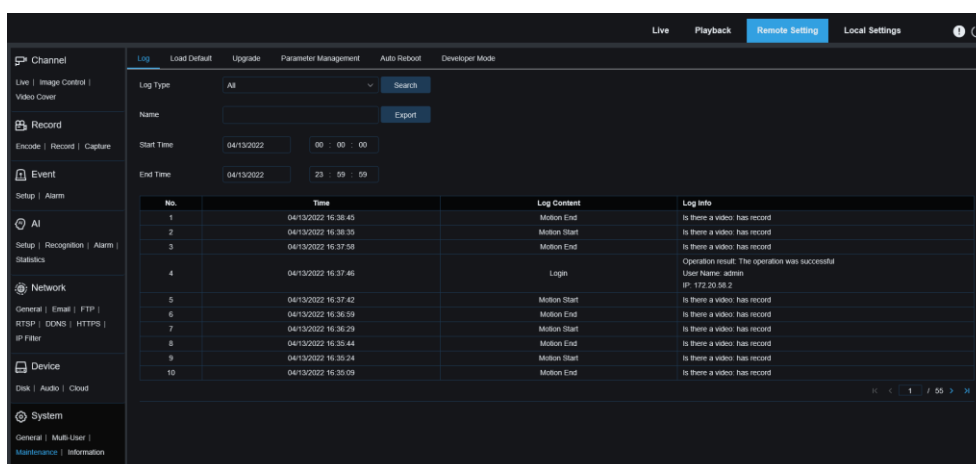 Live Playback Remote Setting Local Settings
Channel
Live | Image Control |
Video Cover
Record
Encode | Record | Capture
Event
Setup | Alarm
AI
Setup | Recognition | Alarm |
Statistics
Network
General | Email | FTP |
RTSP | DDNS | HTTPS |
IP Filter
Device
Disk | Audio | Cloud
System
General | Multi-User |
Maintenance | Information
Log Load Default Upgrade Parameter Management Auto Reboot Developer Mode
Log Type All Search
Name Export
Start Time 04/13/2022 00 : 00 : 00
End Time 04/13/2022 23 : 59 : 59
No. Time Log Content Log Info
1 04/13/2022 16:38:45 Motion End Is there a video: has record
2 04/13/2022 16:38:35 Motion Start Is there a video: has record
3 04/13/2022 16:37:58 Motion End Is there a video: has record
4 04/13/2022 16:37:46 Login Operation result: The operation was successful
User Name: admin
IP: 172.20.58.2
5 04/13/2022 16:37:42 Motion Start Is there a video: has record
6 04/13/2022 16:36:59 Motion End Is there a video: has record
7 04/13/2022 16:36:29 Motion Start Is there a video: has record
8 04/13/2022 16:35:44 Motion End Is there a video: has record
9 04/13/2022 16:35:24 Motion Start Is there a video: has record
10 04/13/2022 16:35:09 Motion End Is there a video: has record
1 / 55